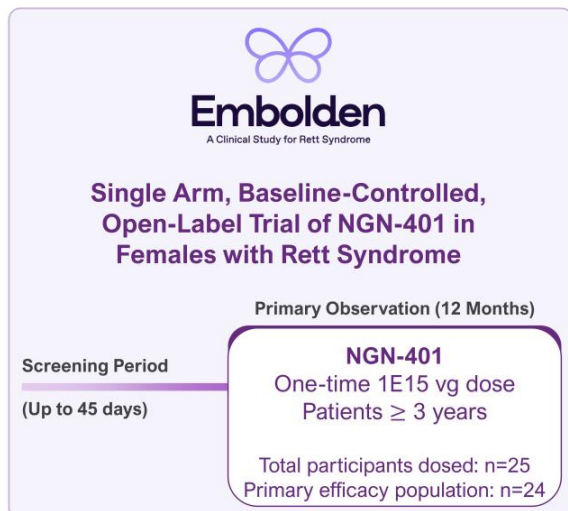 Embolden
A Clinical Study for Rett Syndrome
Single Arm, Baseline-Controlled,
Open-Label Trial of NGN-401 in
Females with Rett Syndrome
Primary Observation (12 Months)
Screening Period
(Up to 45 days)
NGN-401
One-time 1E15 vg dose
Patients ≥ 3 years
Total participants dosed: n=25
Primary efficacy population: n=24